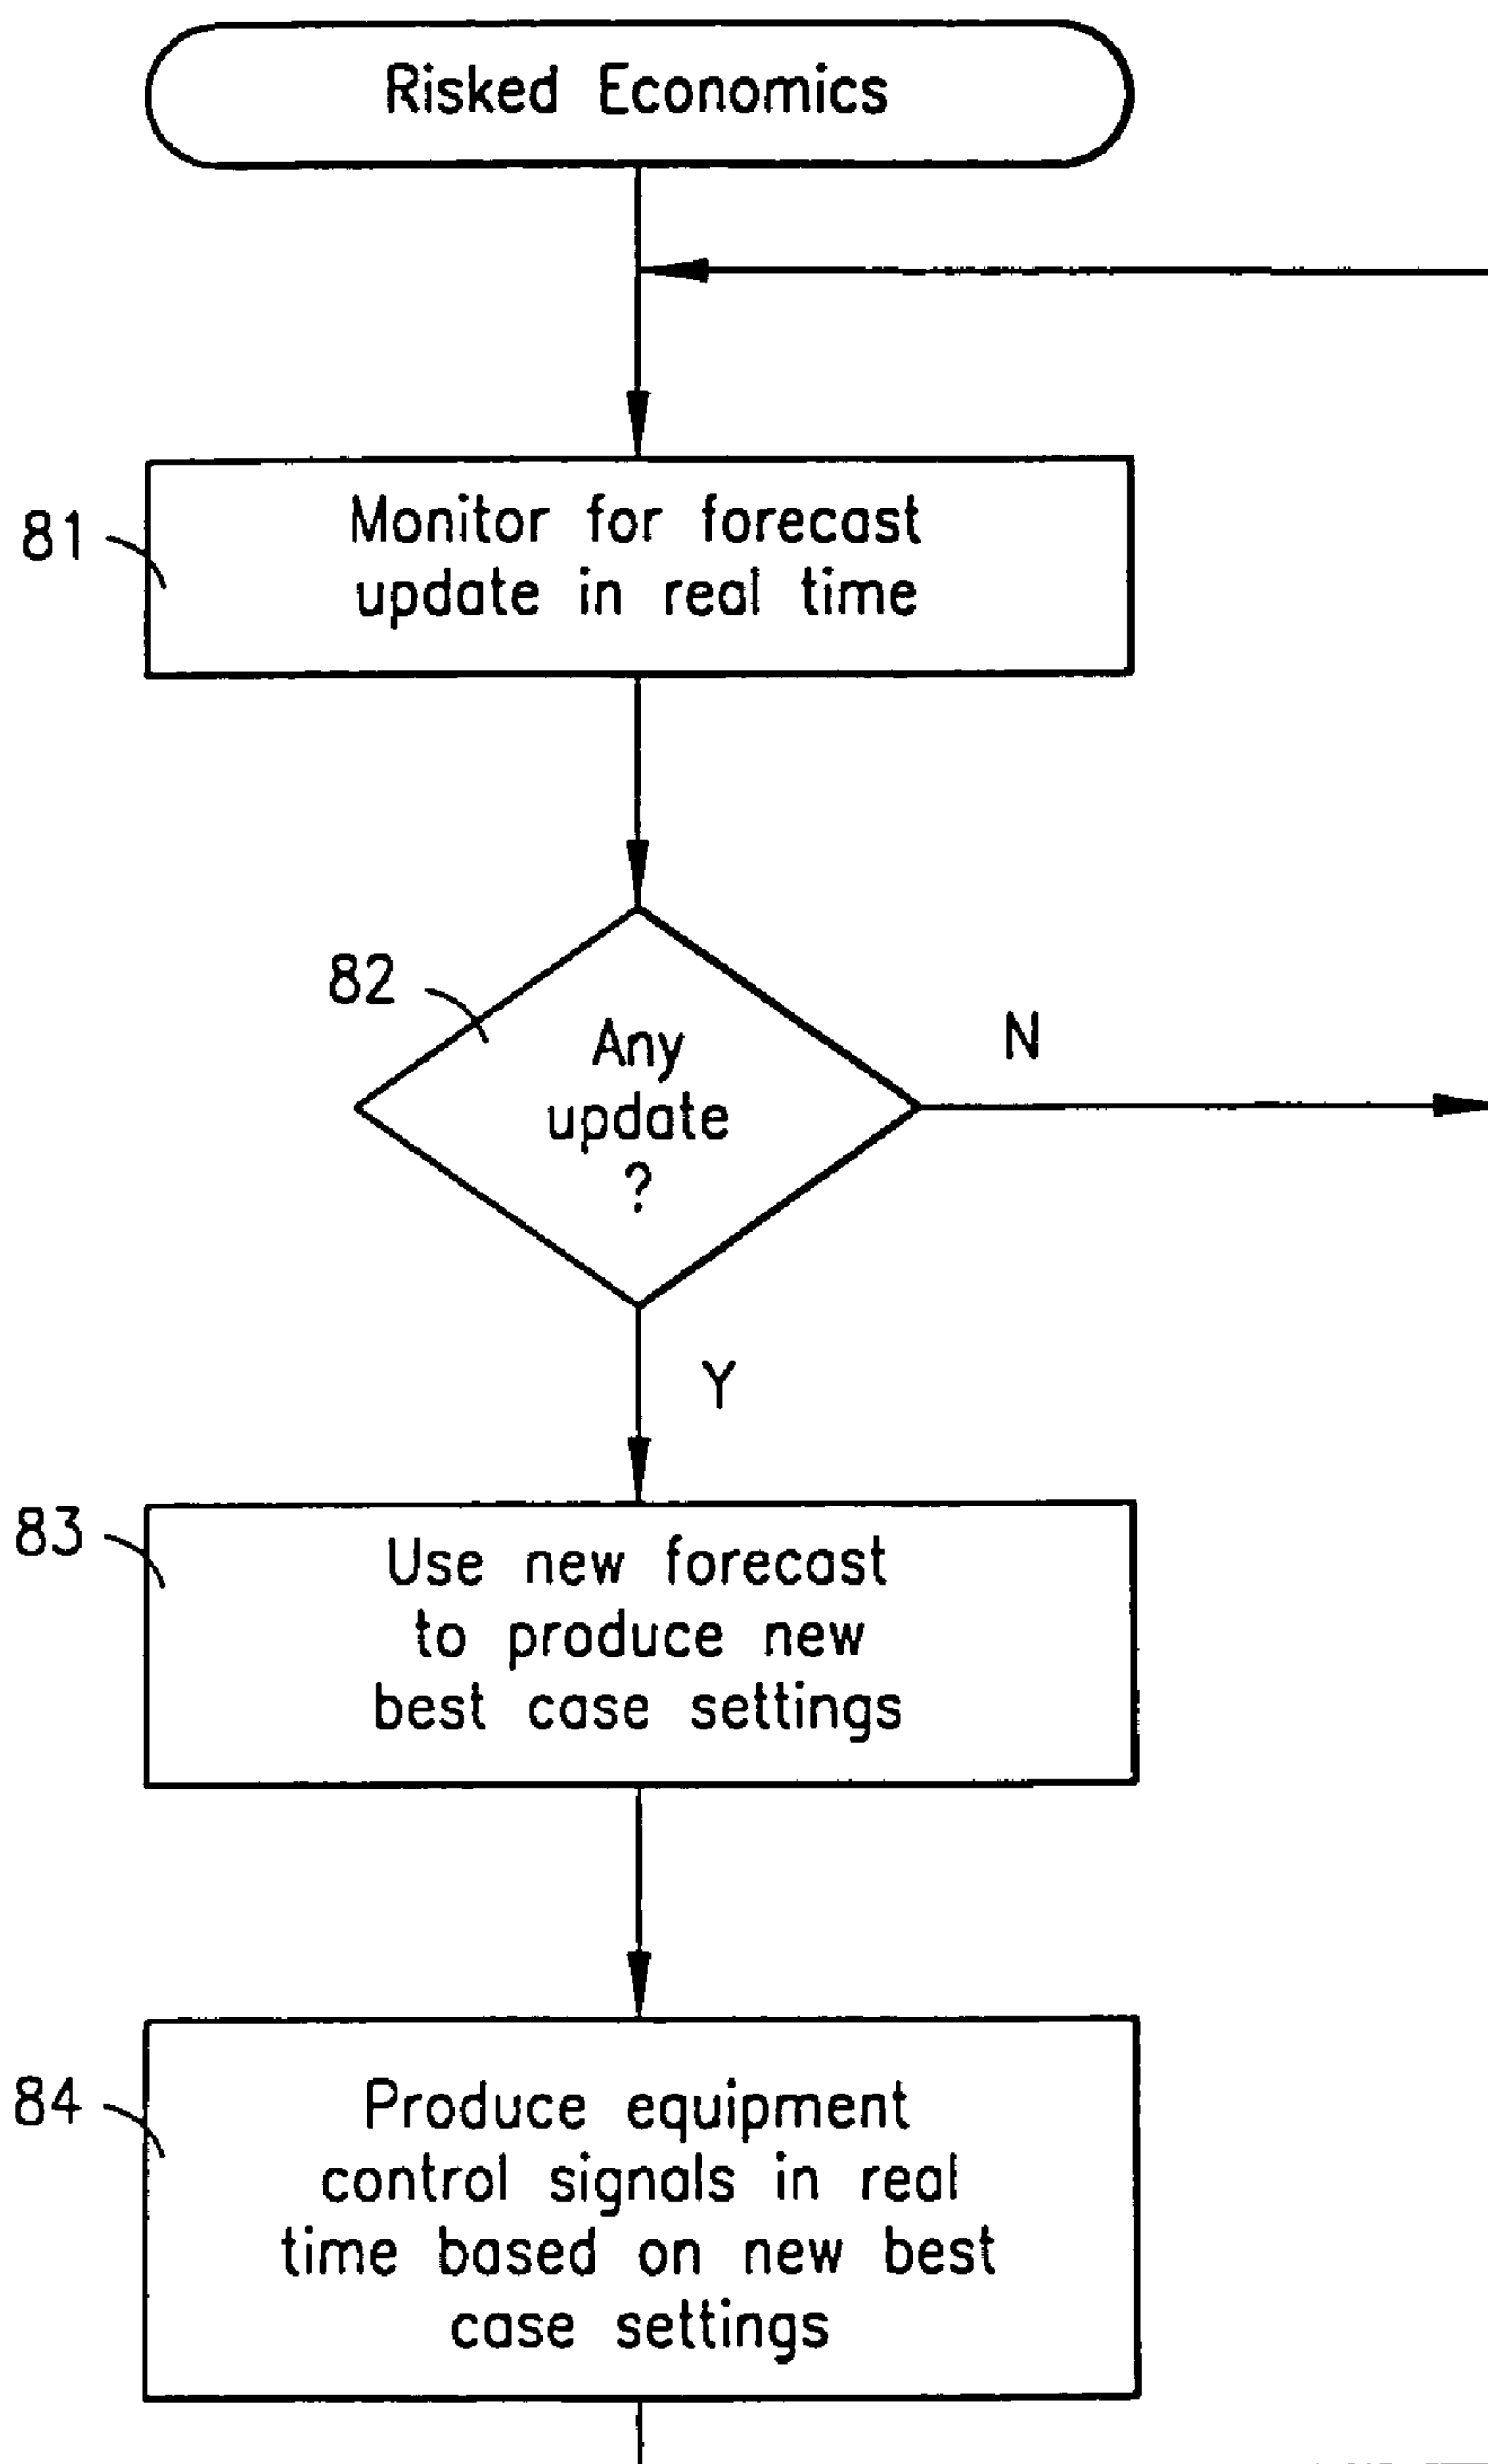 Risked Economics
81
Monitor for forecast
update in real time
82
Any
update
?
N
Y
83
Use new forecast
to produce new
best case settings
84
Produce equipment
control signals in real
time based on new best
case settings